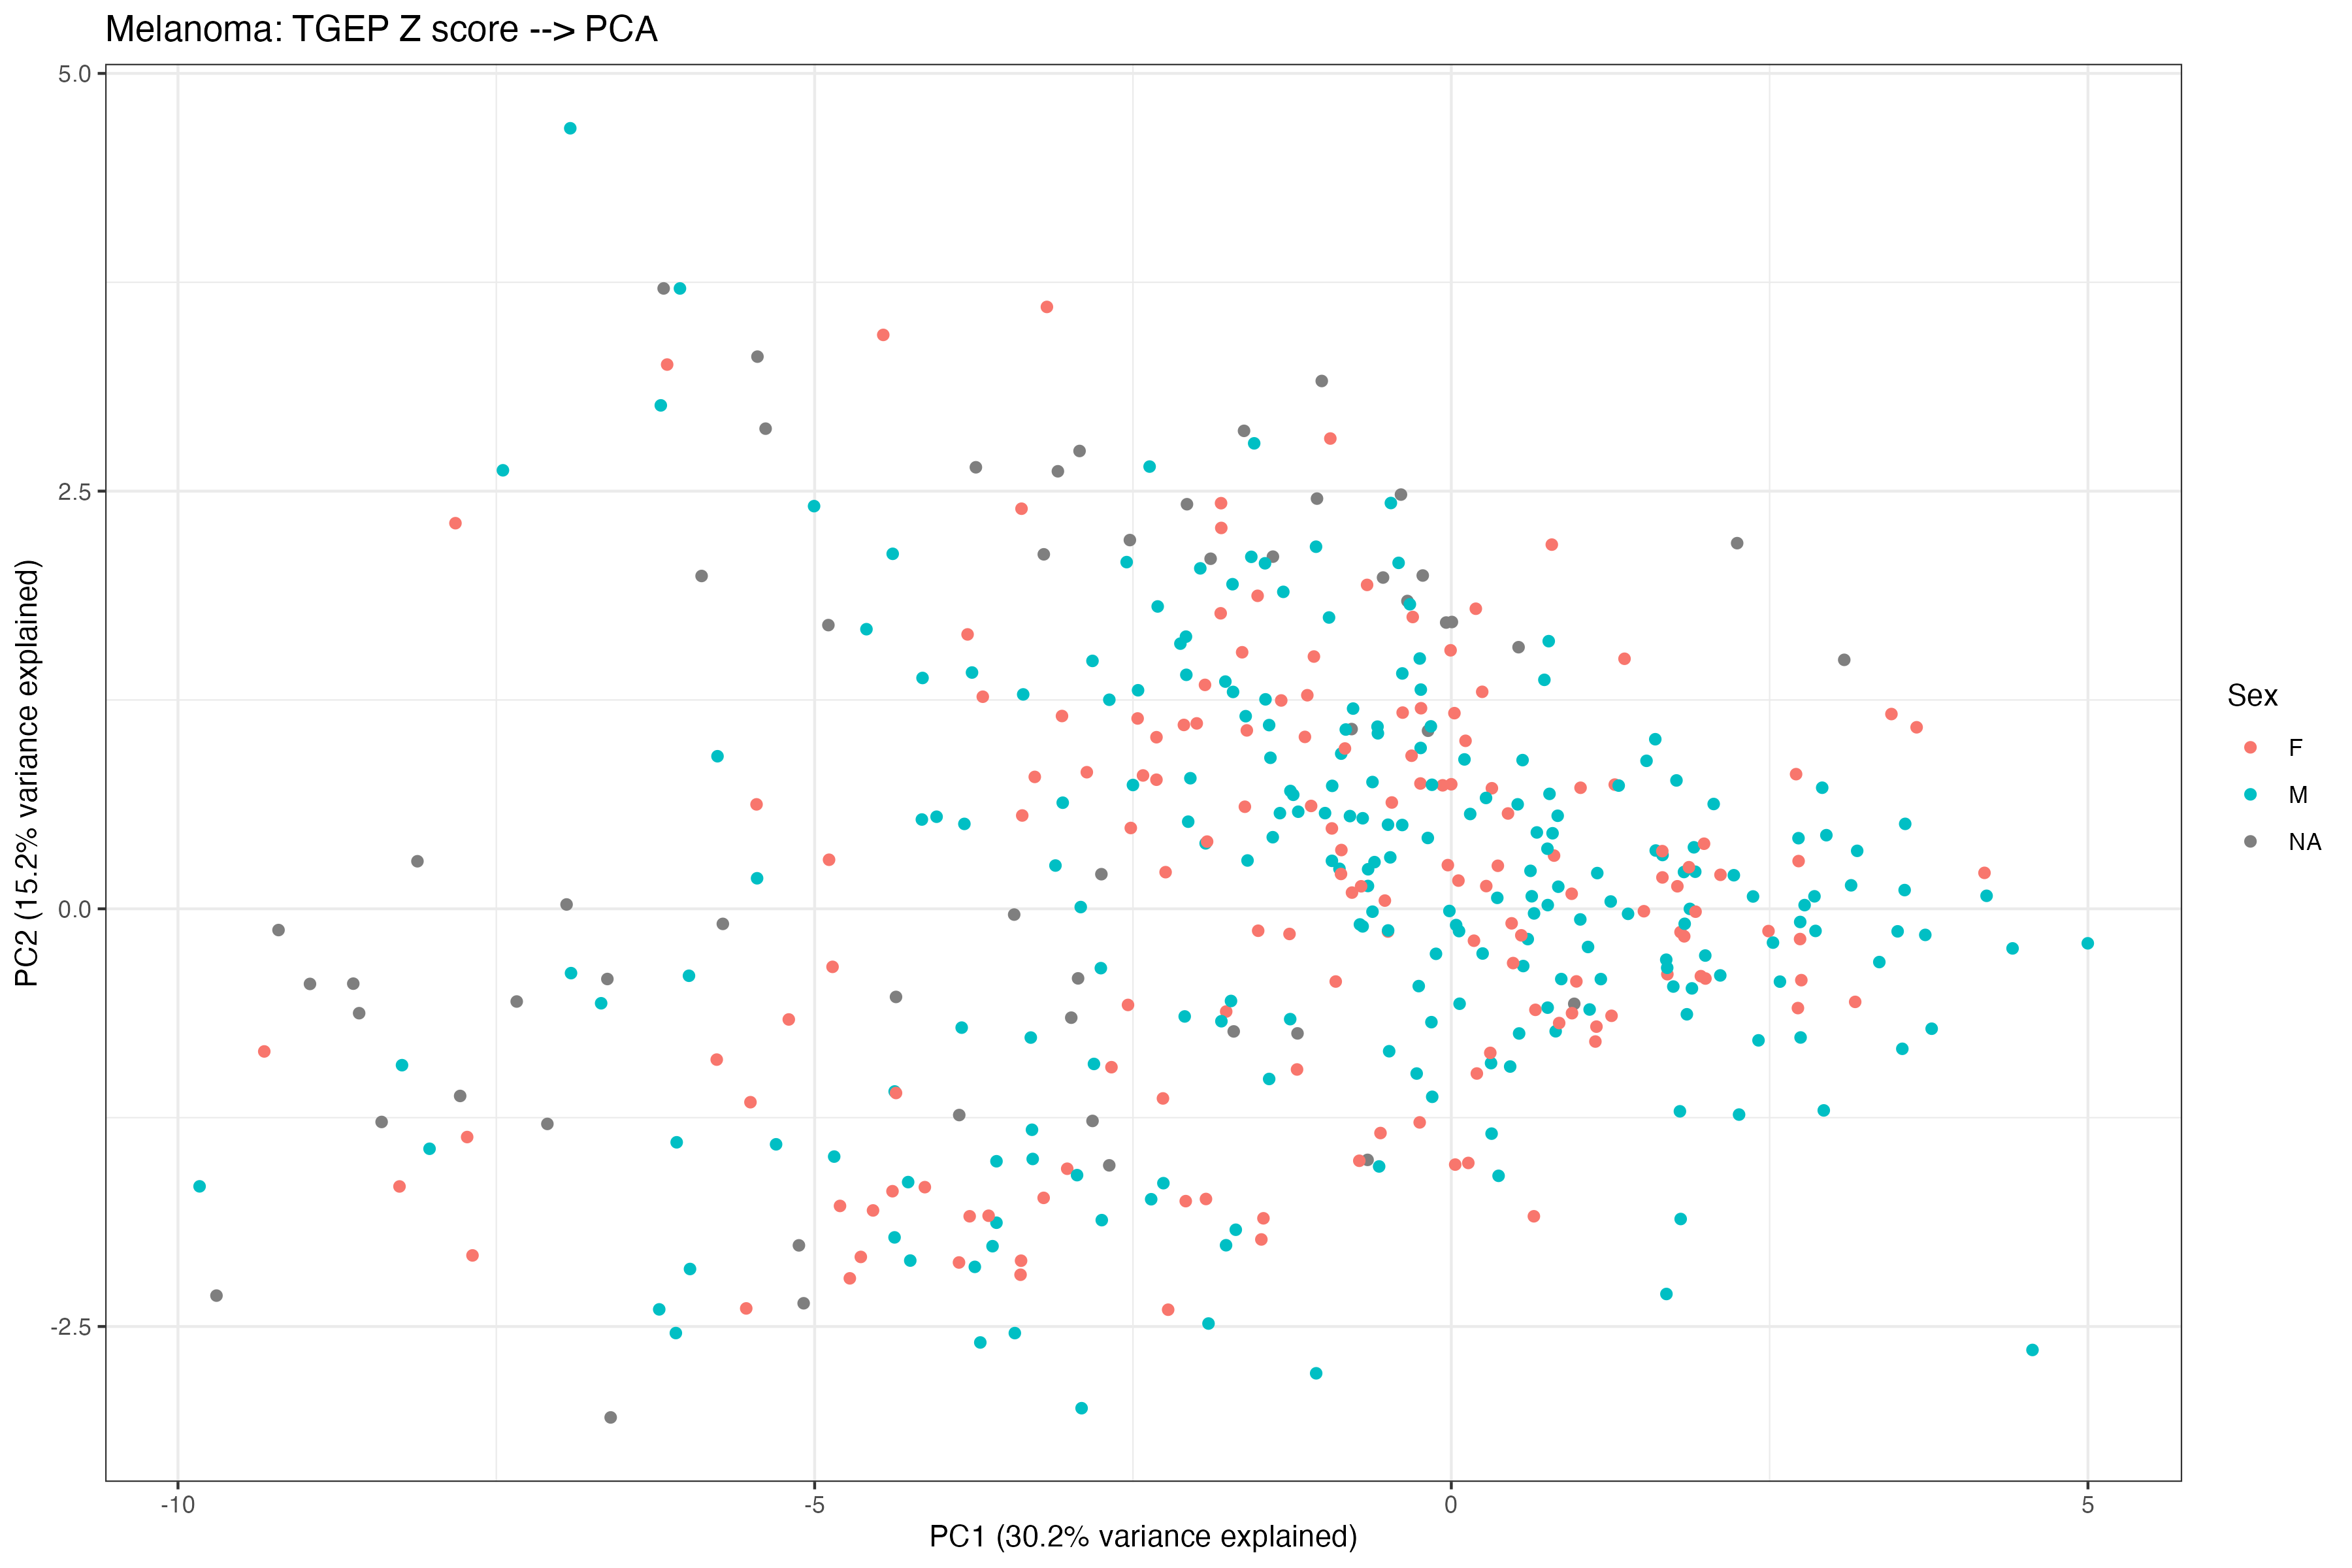 Melanoma: TGEP Z score --> PCA
5.0
2.5
0.0
-2.5
PC2 (15.2% variance explained)
-10
-5
0
5
PC1 (30.2% variance explained)
Sex
F
M
NA